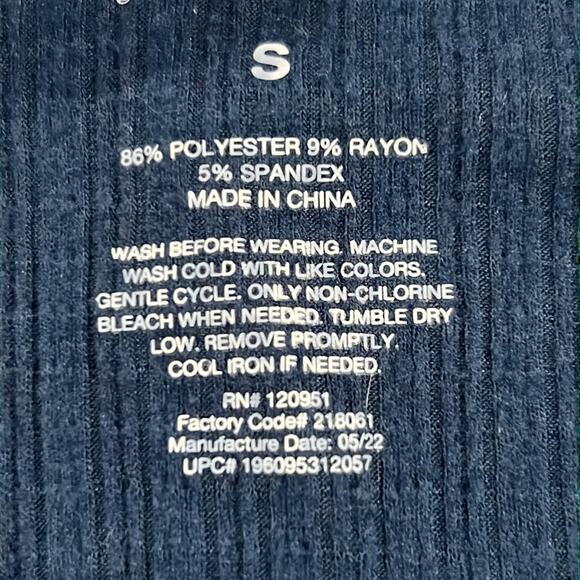 S
86% POLYESTER 9% RAYON
5% SPANDEX
MADE IN CHINA
WASH BEFORE WEARING. MACHINE
WASH COLD WITH LIKE COLORS.
GENTLE CYCLE. ONLY NON-CHLORINE
BLEACH WHEN NEEDED. TUMBLE DRY
LOW. REMOVE PROMPTLY.
COOL IRON IF NEEDED.
RN# 120951
Factory Code# 218061
Manufacture Date: 05/22
UPC# 196095312057